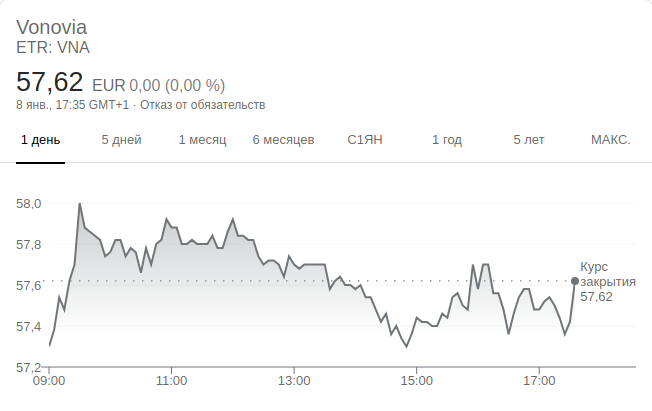 Vonovia
ETR: VNA
57,62 EUR 0,00 (0,00 %)
8 янв., 17:35 GMT+1 · Отказ от обязательств
1 день 5 дней 1 месяц 6 месяцев С1ЯН 1 год 5 лет МАКС.
58,0
57,8
57,6
57,4
57,2
Курс
закрытия
57,62
09:00 11:00 13:00 15:00 17:00